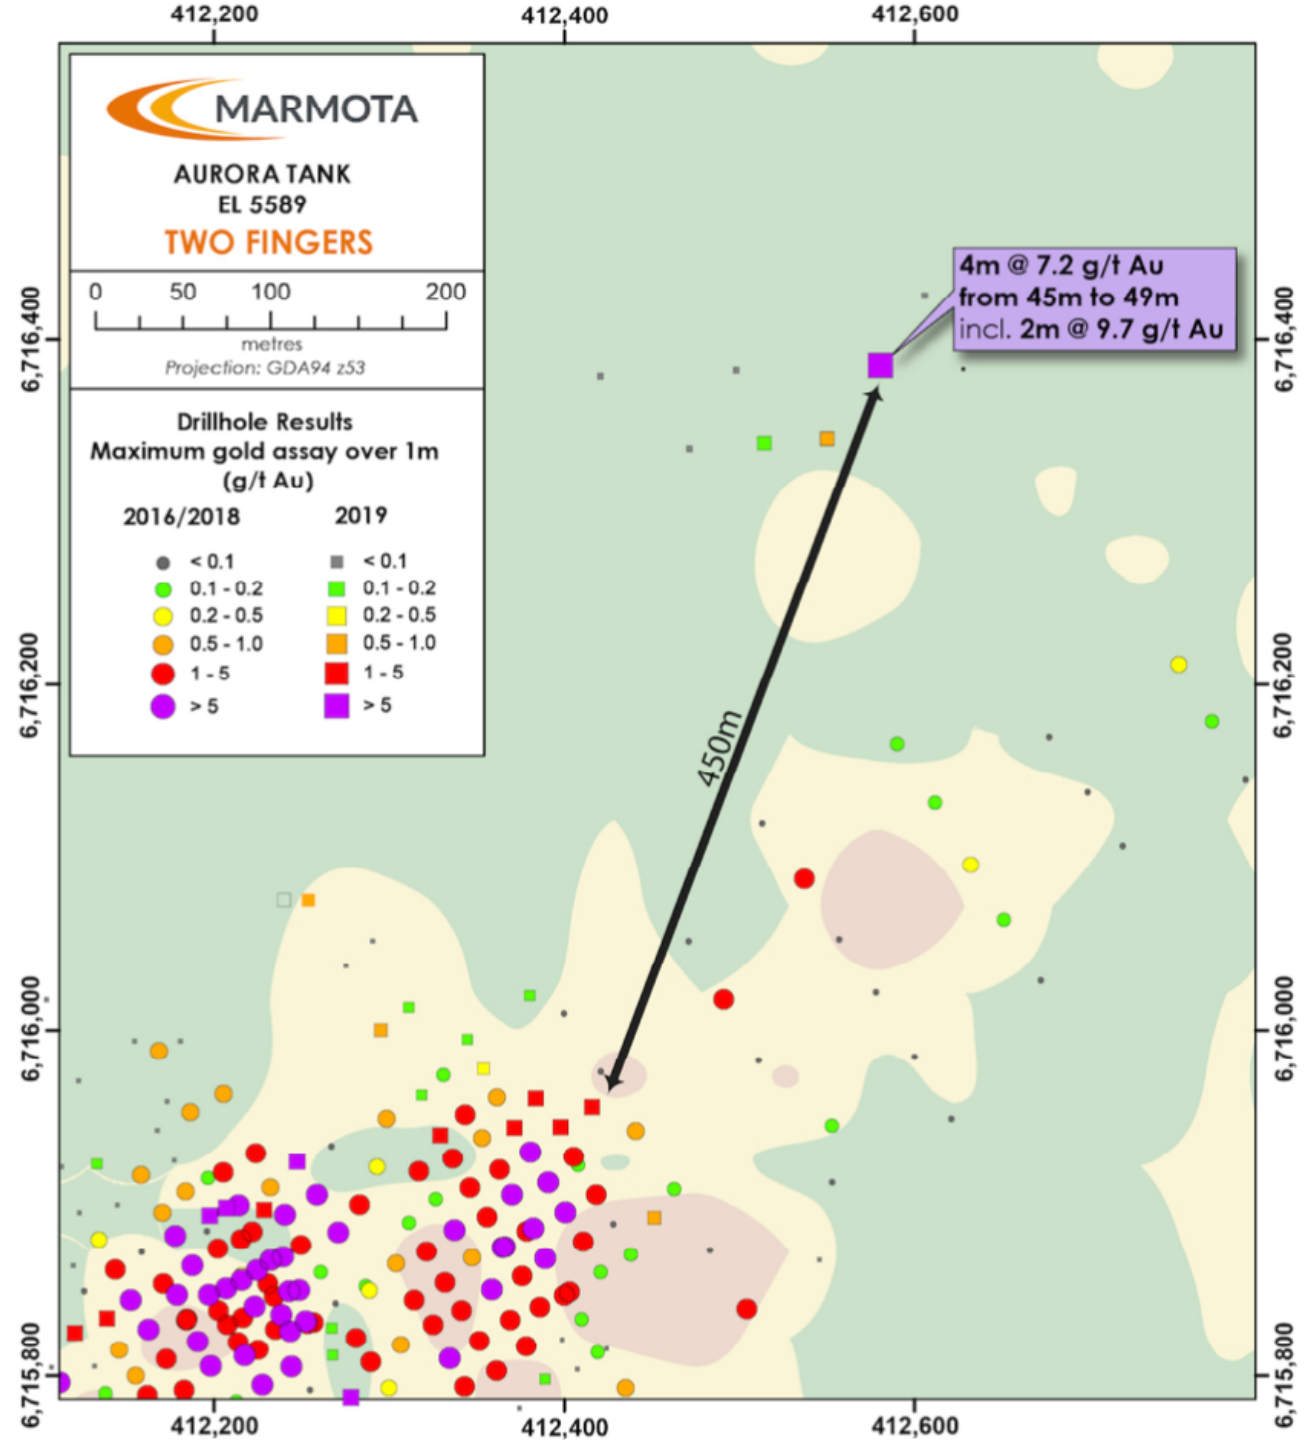 412,200 412,400 412,600
MARMOTA
AURORA TANK
EL 5589
TWO FINGERS
0 50 100 200
metres
Projection: GDA94 z53
Drillhole Results
Maximum gold assay over 1m
(g/t Au)
2016/2018 2019
< 0.1 < 0.1
0.1 - 0.2 0.1 - 0.2
0.2 - 0.5 0.2 - 0.5
0.5 - 1.0 0.5 - 1.0
1 - 5 1 - 5
> 5 > 5
4m @ 7.2 g/t Au
from 45m to 49m
incl. 2m @ 9.7 g/t Au
450m
6,716,400 6,716,400
6,716,200 6,716,200
6,716,000 6,716,000
6,715,800 6,715,800
412,200 412,400 412,600